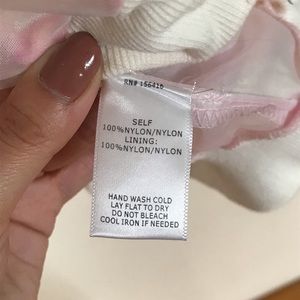 RN# 156410
SELF
100%NYLON/NYLON
LINING:
100%NYLON/NYLON
HAND WASH COLD
LAY FLAT TO DRY
DO NOT BLEACH
COOL IRON IF NEEDED